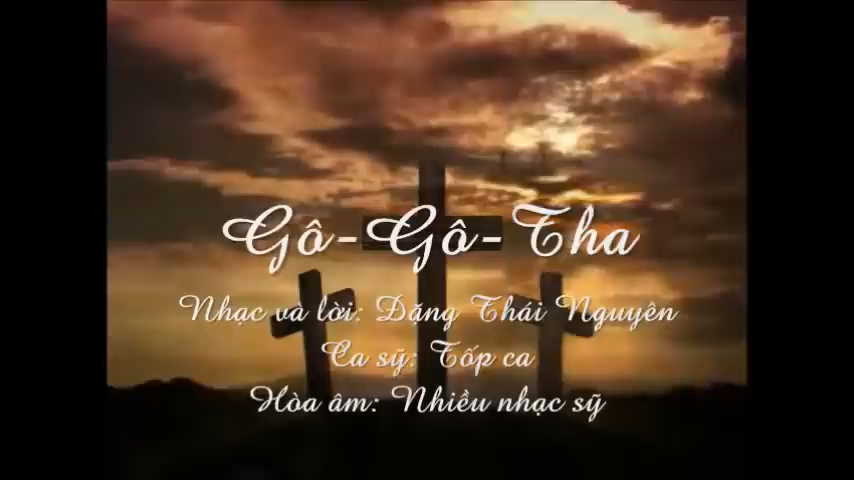 Gô-Gô-Tha
Nhạc và lời: Đặng Thái Nguyên
Ca sỹ: Tốp ca
Hòa âm: Nhiều nhạc sỹ